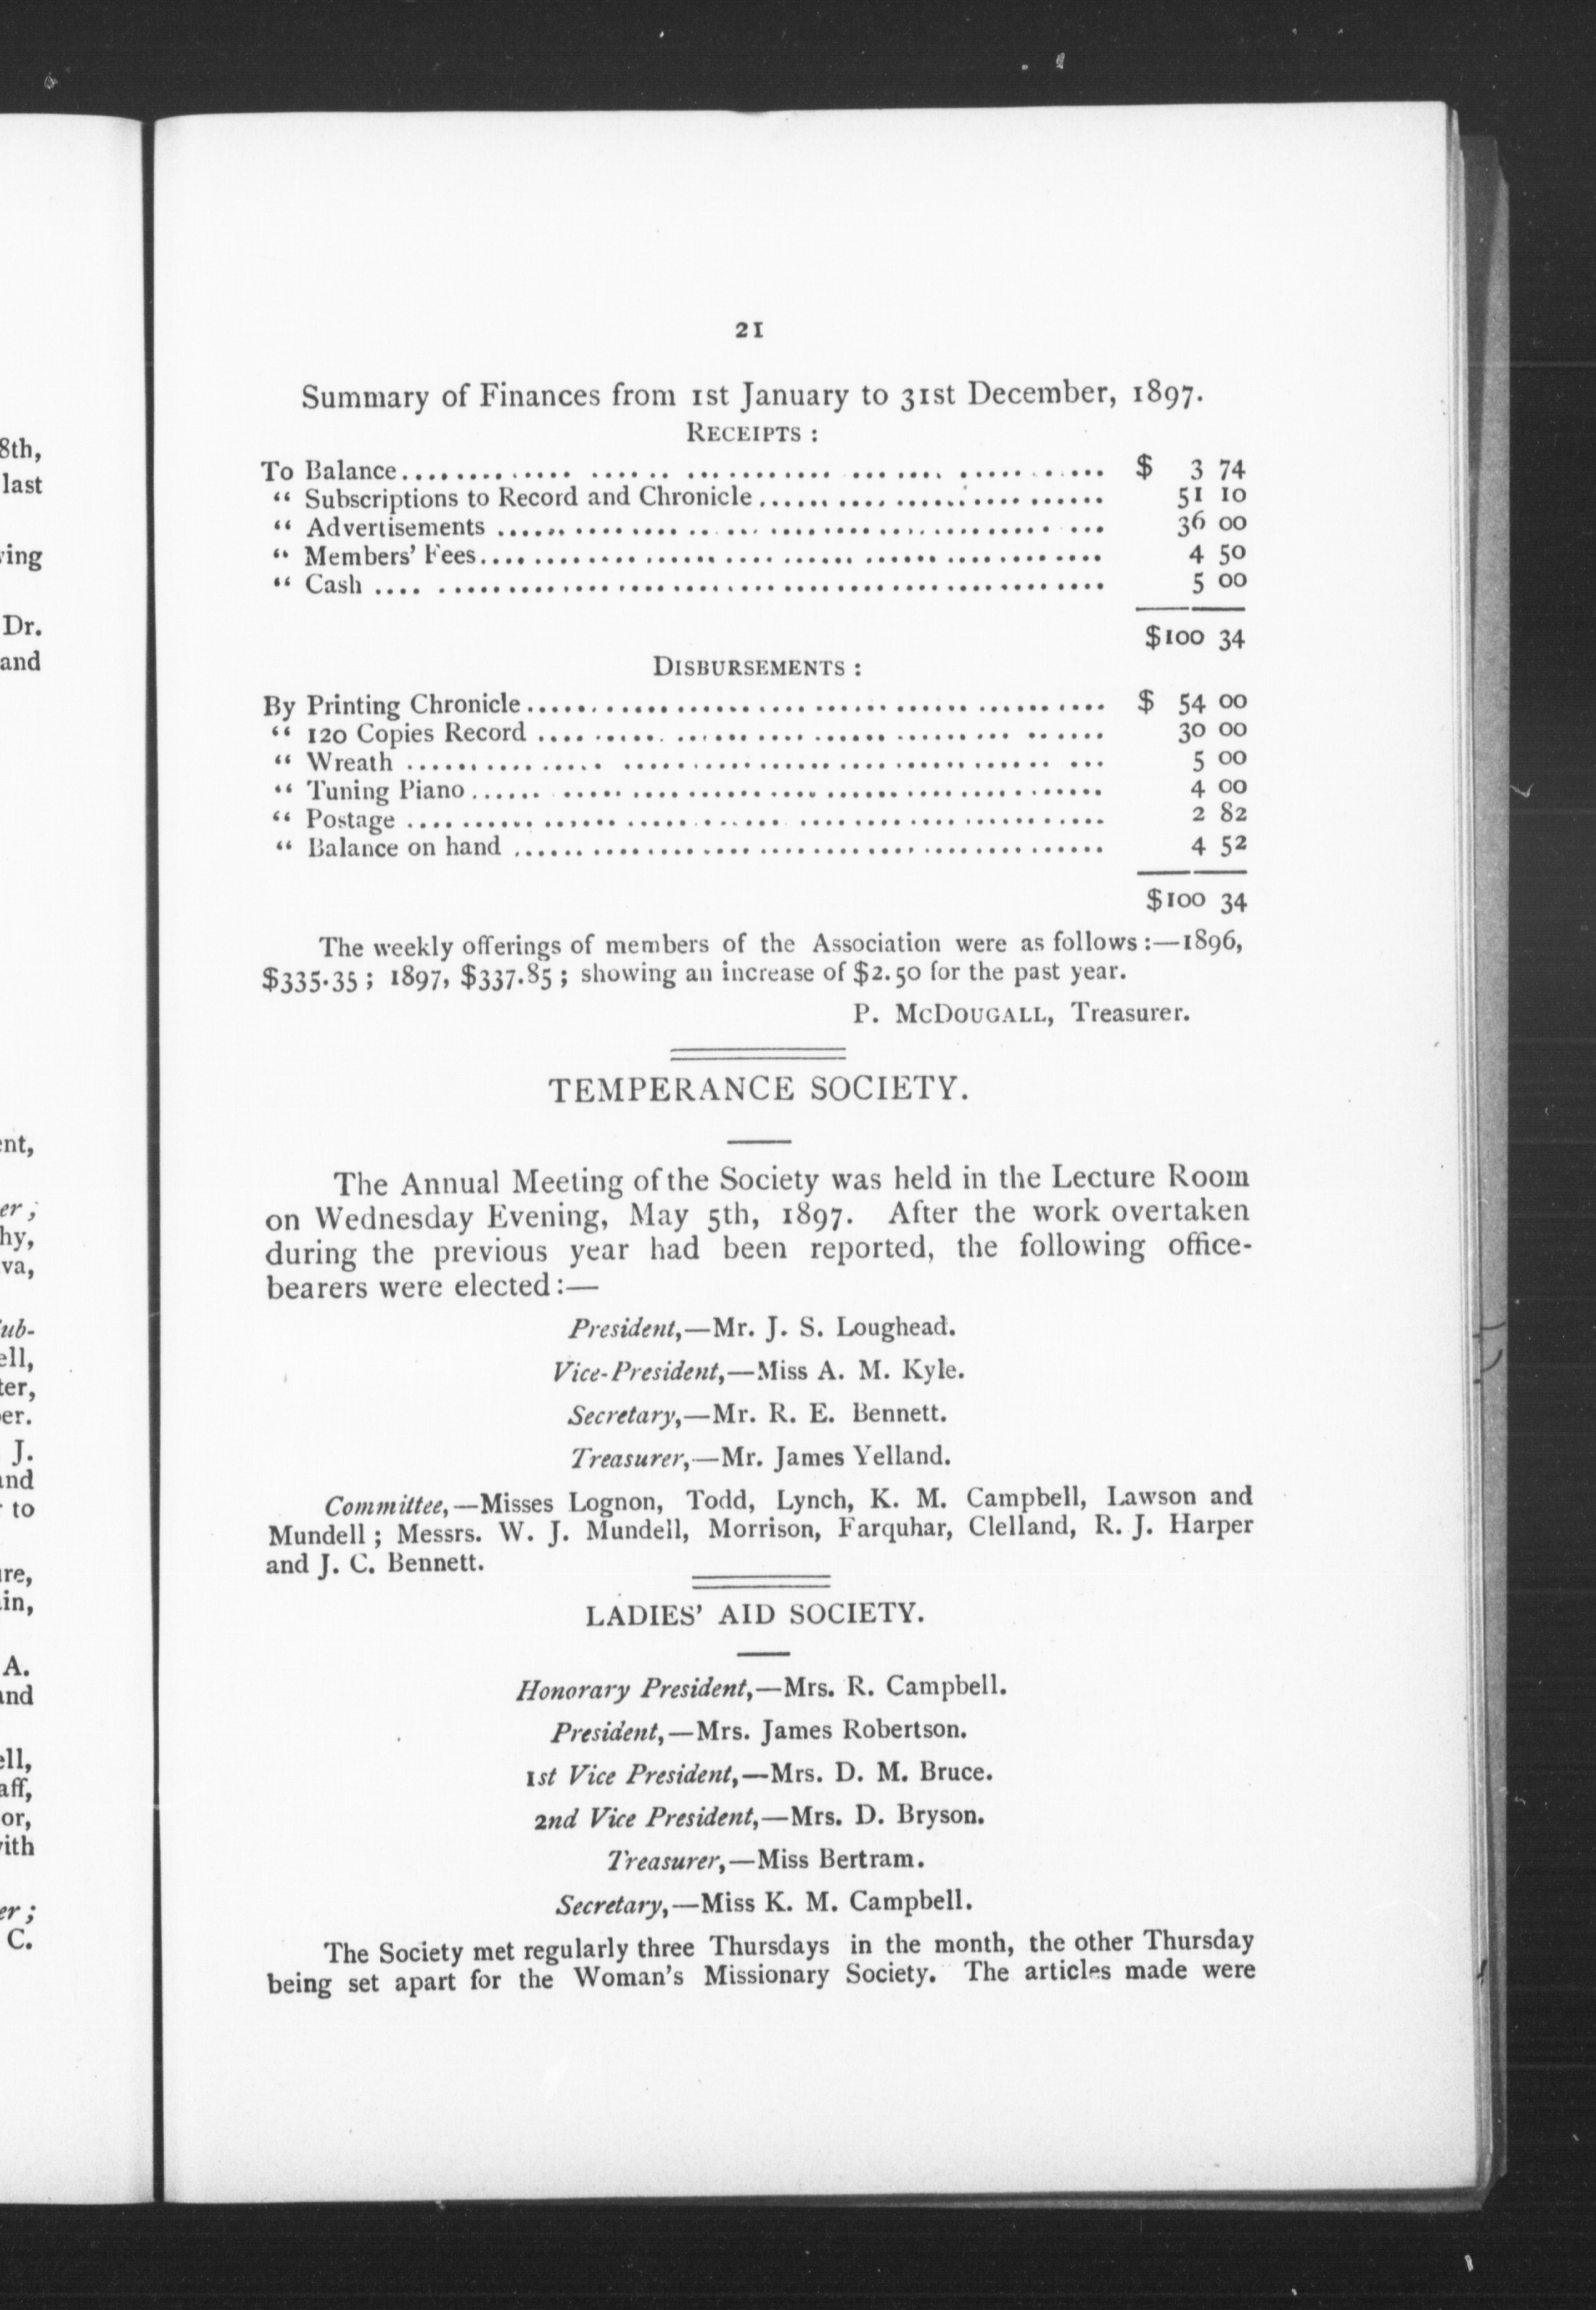 21
Summary of Finances from 1st January to 31st December, 1897.
RECEIPTS :
To Balance.................................................. $ 3 74
“ Subscriptions to Record and Chronicle......................... 51 10
“ Advertisements ............................................. 36 00
“ Members’ Fees.............................................. 4 50
“ Cash ...................................................... 5 00
$100 34
DISBURSEMENTS :
By Printing Chronicle.......................................... $ 54 00
“ 120 Copies Record ......................................... 30 00
“ Wreath .................................................... 5 00
“ Tuning Piano............................................... 4 00
“ Postage ................................................... 2 82
“ Balance on hand ........................................... 4 52
$100 34
The weekly offerings of members of the Association were as follows :—1896,
$335.35 ; 1897, $337.85 ; showing an increase of $2.50 for the past year.
P. MCDOUGALL, Treasurer.
TEMPERANCE SOCIETY.
The Annual Meeting of the Society was held in the Lecture Room
on Wednesday Evening, May 5th, 1897. After the work overtaken
during the previous year had been reported, the following office-
bearers were elected :—
President,—Mr. J. S. Loughead.
Vice-President,—Miss A. M. Kyle.
Secretary,—Mr. R. E. Bennett.
Treasurer,—Mr. James Yelland.
Committee,—Misses Lognon, Todd, Lynch, K. M. Campbell, Lawson and
Mundell ; Messrs. W. J. Mundell, Morrison, Farquhar, Clelland, R. J. Harper
and J. C. Bennett.
LADIES’ AID SOCIETY.
Honorary President,—Mrs. R. Campbell.
President,—Mrs. James Robertson.
1st Vice President,—Mrs. D. M. Bruce.
2nd Vice President,—Mrs. D. Bryson.
Treasurer,—Miss Bertram.
Secretary,—Miss K. M. Campbell.
The Society met regularly three Thursdays in the month, the other Thursday
being set apart for the Woman’s Missionary Society. The articles made were